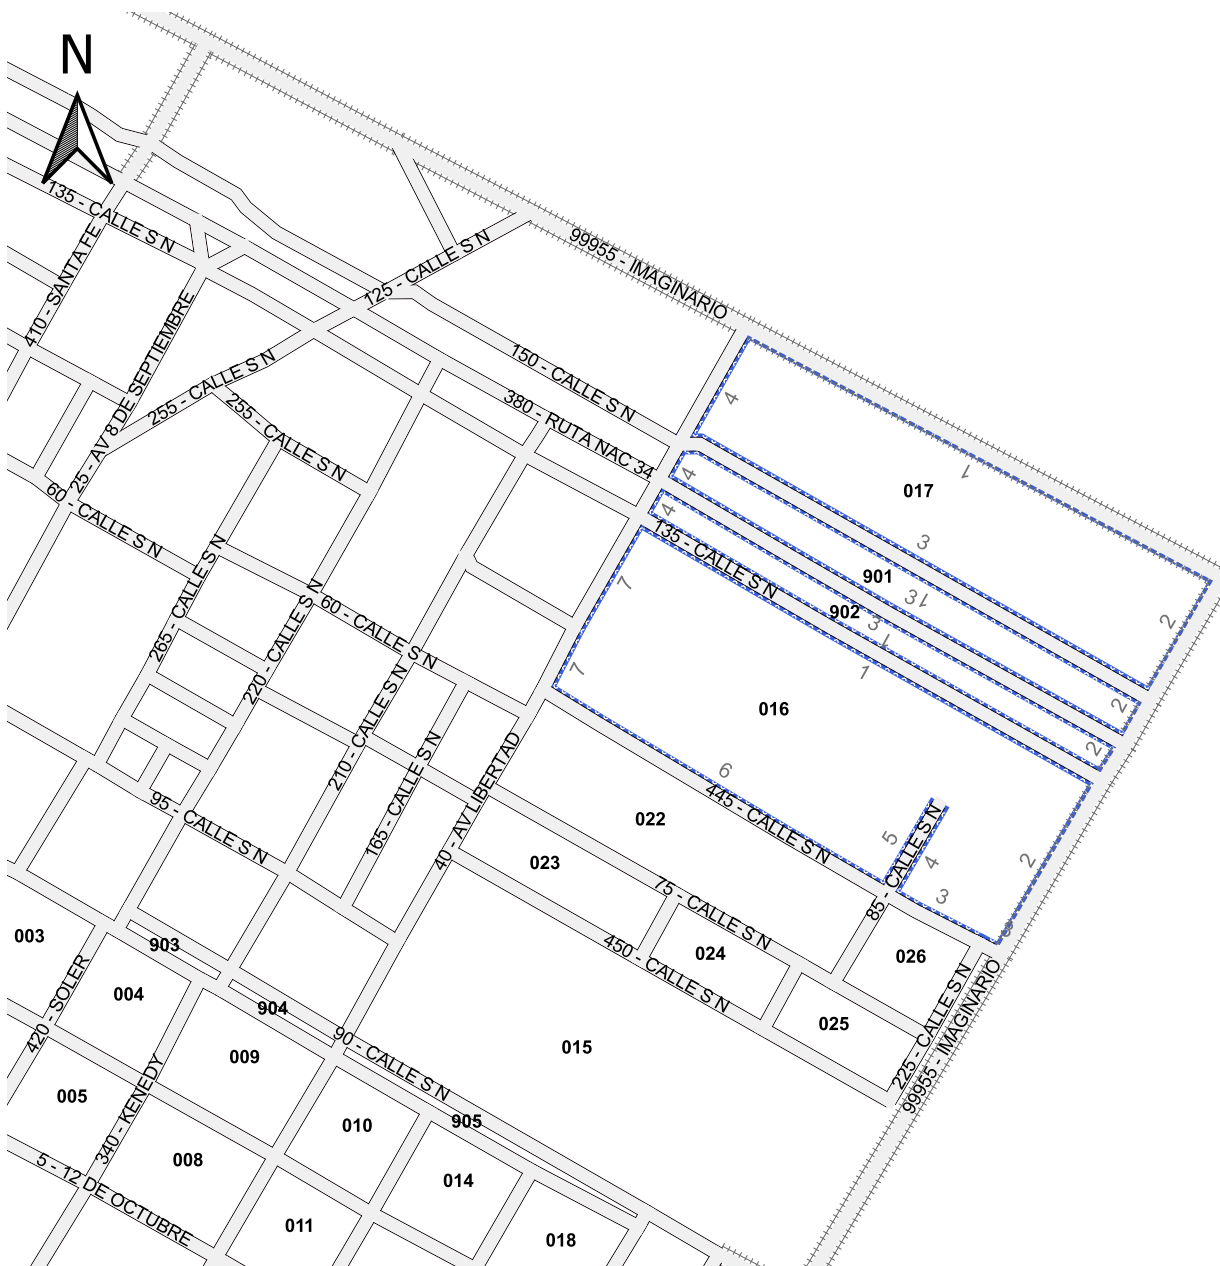 N
135 - CALLE S N
410 - SANTA FE
99955 - IMAGINARIO
125 - CALLE S N
25 - AV 8 DE SEPTIEMBRE
150 - CALLE S N
255 - CALLE S N
255 - CALLE S N
380 - RUTA NAC 34
4
1
017
4
4
60 - CALLE S N
135 - CALLE S N
3
901
13
902
3
1
7
2
265 - CALLE S N
220 - CALLE S N
60 - CALLE S N
7
1
016
2
2
210 - CALLE S N
165 - CALLE S N
40 - AV LIBERTAD
6
445 - CALLE S N
95 - CALLE S N
022
5
85 - CALLE S N
4
2
023
75 - CALLE S N
3
003
903
450 - CALLE S N
024
026
004
904
420 - SOLER
025
225 - CALLE S N
99955 - IMAGINARIO
009
90 - CALLE S N
015
005
340 - KENEDY
010
905
5 - 12 DE OCTUBRE
008
014
011
018